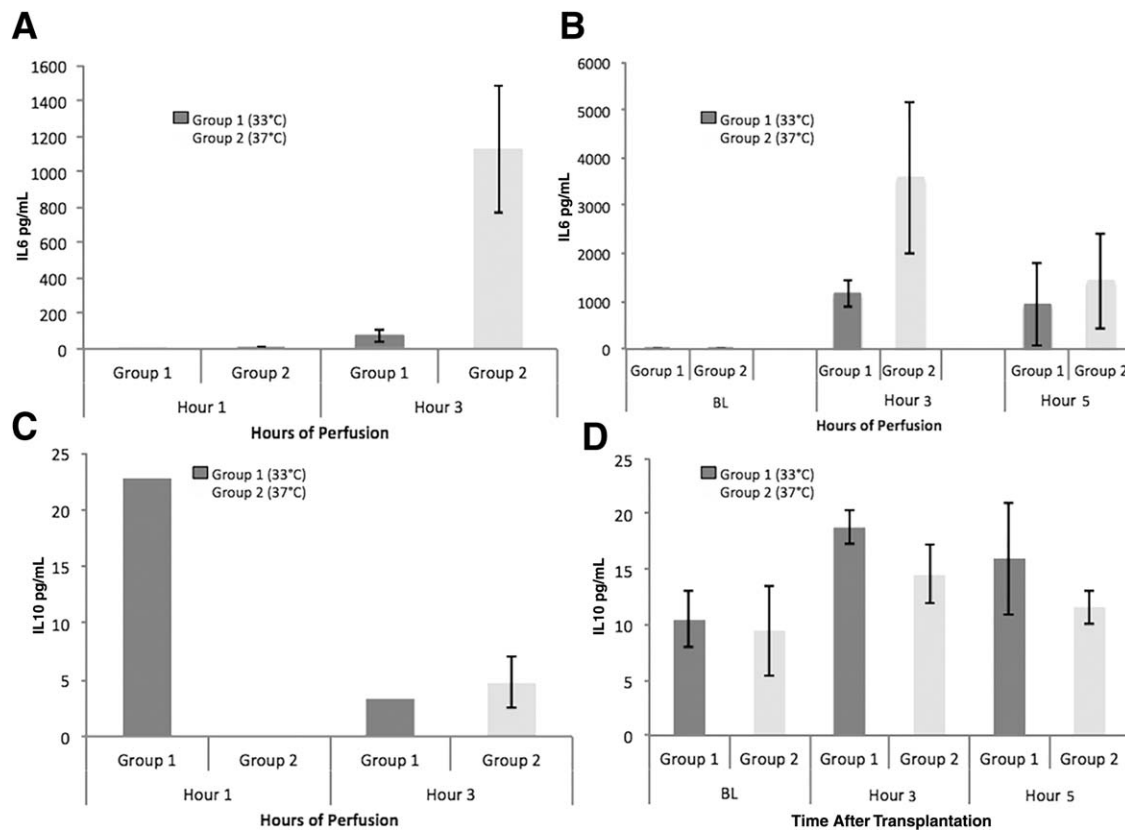 A
1600
1400
1200
1000
800
600
400
200
0
IL6 pg/mL
Group 1 (33°C)
Group 2 (37°C)
Group 1 Group 2 Group 1 Group 2
Hour 1 Hour 3
Hours of Perfusion
B
6000
5000
4000
3000
2000
1000
0
IL6 pg/mL
Group 1 (33°C)
Group 2 (37°C)
Gorup 1 Group 2 Group 1 Group 2 Group 1 Group 2
BL Hour 3 Hour 5
Hours of Perfusion
C
25
20
15
10
5
0
IL10 pg/mL
Group 1 (33°C)
Group 2 (37°C)
Group 1 Group 2 Group 1 Group 2
Hour 1 Hour 3
Hours of Perfusion
D
25
20
15
10
5
0
IL10 pg/mL
Group 1 (33°C)
Group 2 (37°C)
Group 1 Group 2 Group 1 Group 2 Group 1 Group 2
BL Hour 3 Hour 5
Time After Transplantation